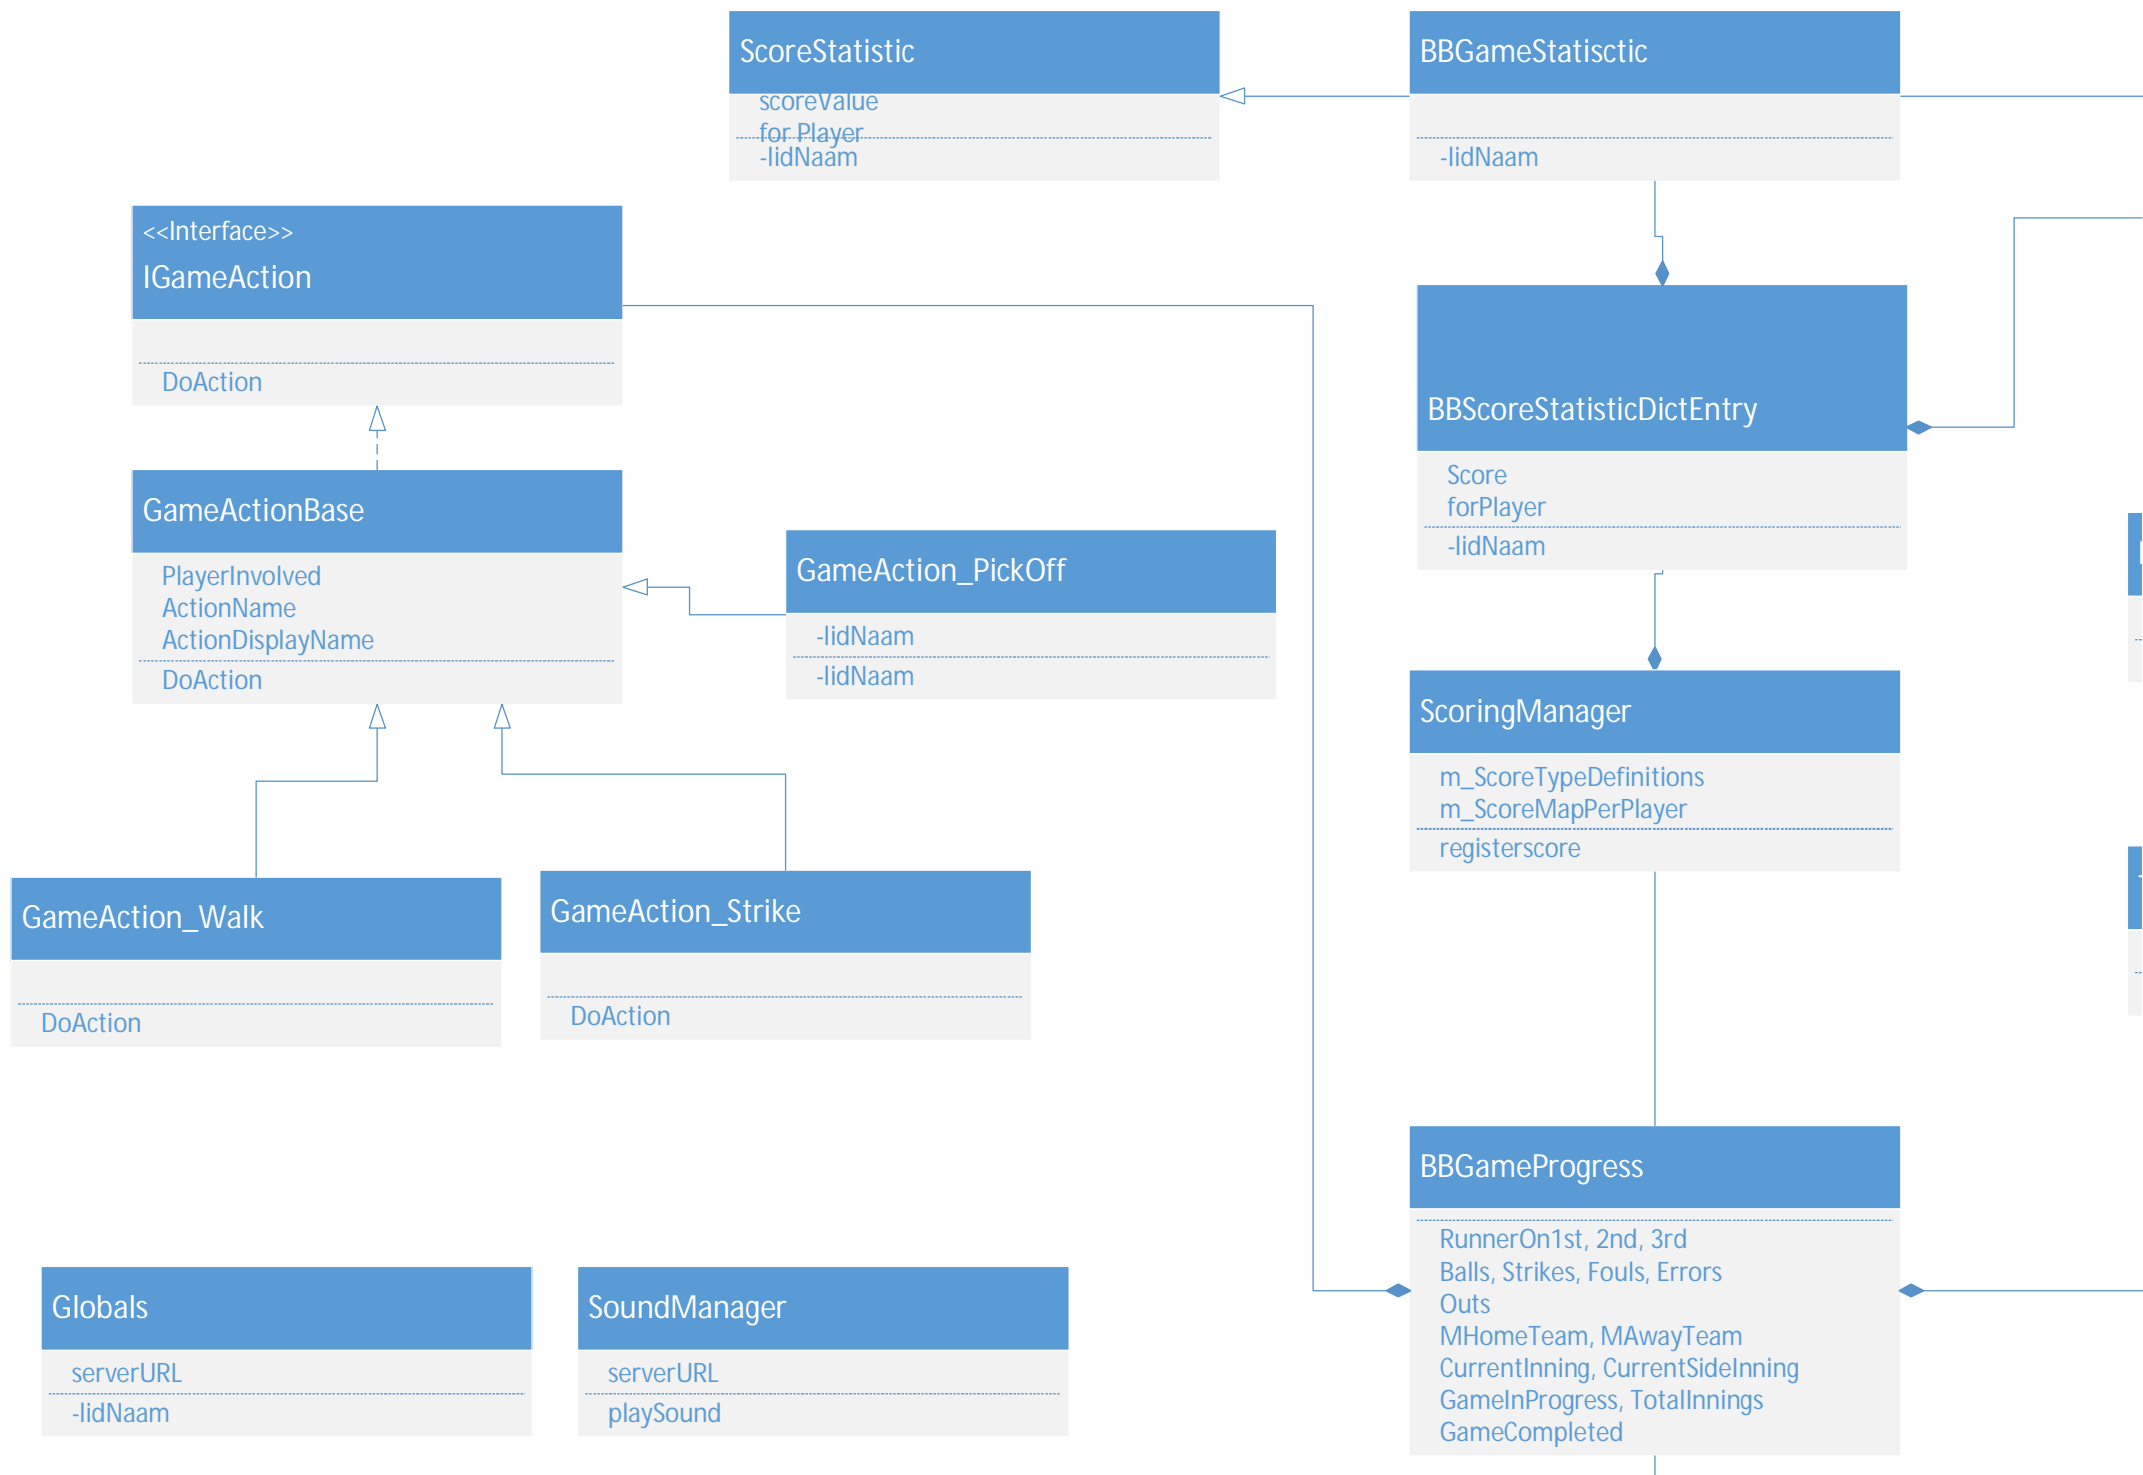 ScoreStatistic
scoreValue
for Player
-lidNaam
BBGameStatisctic
-lidNaam
<<Interface>>
IGameAction
DoAction
BBScoreStatisticDictEntry
Score
forPlayer
-lidNaam
GameActionBase
PlayerInvolved
ActionName
ActionDisplayName
DoAction
GameAction_PickOff
-lidNaam
-lidNaam
ScoringManager
m_ScoreTypeDefinitions
m_ScoreMapPerPlayer
registerscore
GameAction_Walk
DoAction
GameAction_Strike
DoAction
BBGameProgress
RunnerOn1st, 2nd, 3rd
Balls, Strikes, Fouls, Errors
Outs
MHomeTeam, MAwayTeam
CurrentInning, CurrentSideInning
GameInProgress, TotalInnings
GameCompleted
Globals
serverURL
-lidNaam
SoundManager
serverURL
playSound